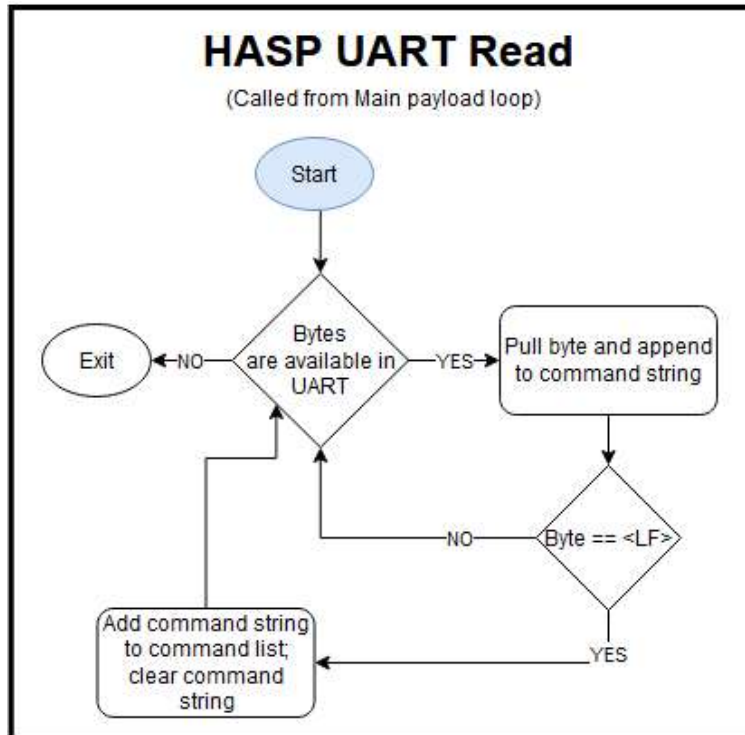 HASP UART Read
(Called from Main payload loop)
Start
Bytes
are available in
UART
NO
Exit
YES
Pull byte and append
to command string
Byte == <LF>
NO
YES
Add command string
to command list;
clear command
string